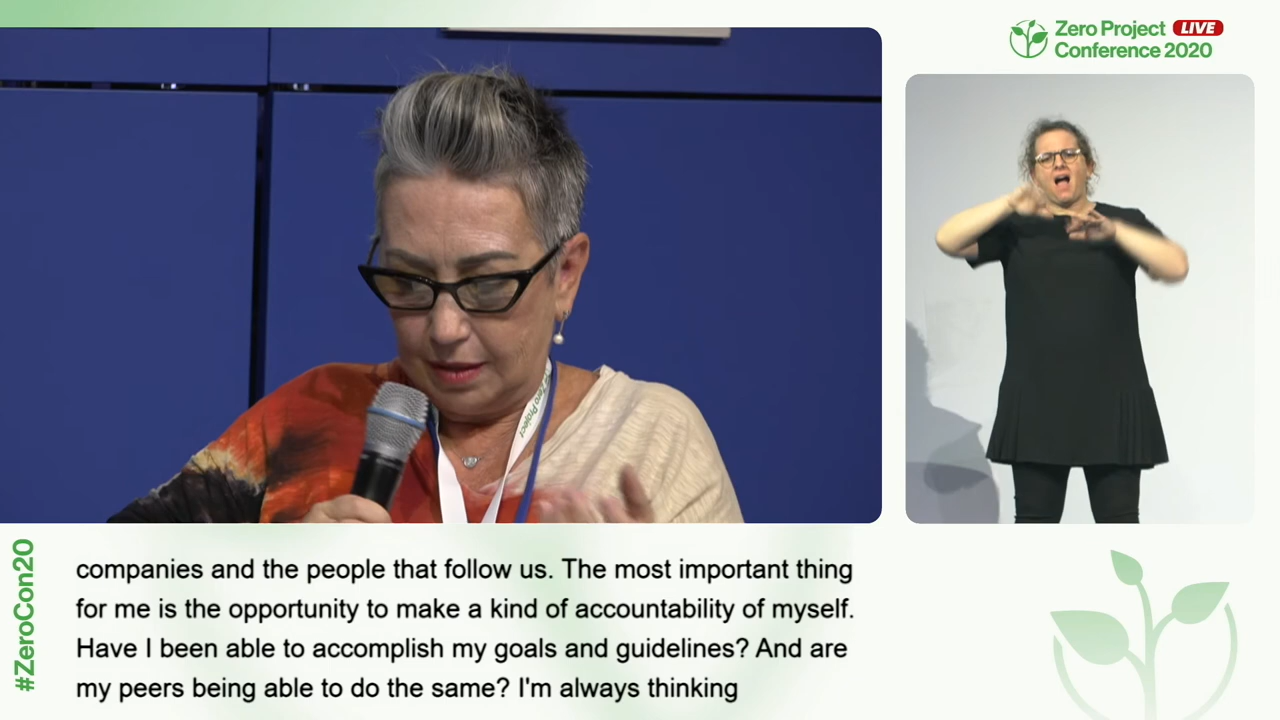 Zero Project LIVE
Conference 2020
Zero Project
#ZeroCon20
companies and the people that follow us. The most important thing
for me is the opportunity to make a kind of accountability of myself.
Have I been able to accomplish my goals and guidelines? And are
my peers being able to do the same? I'm always thinking